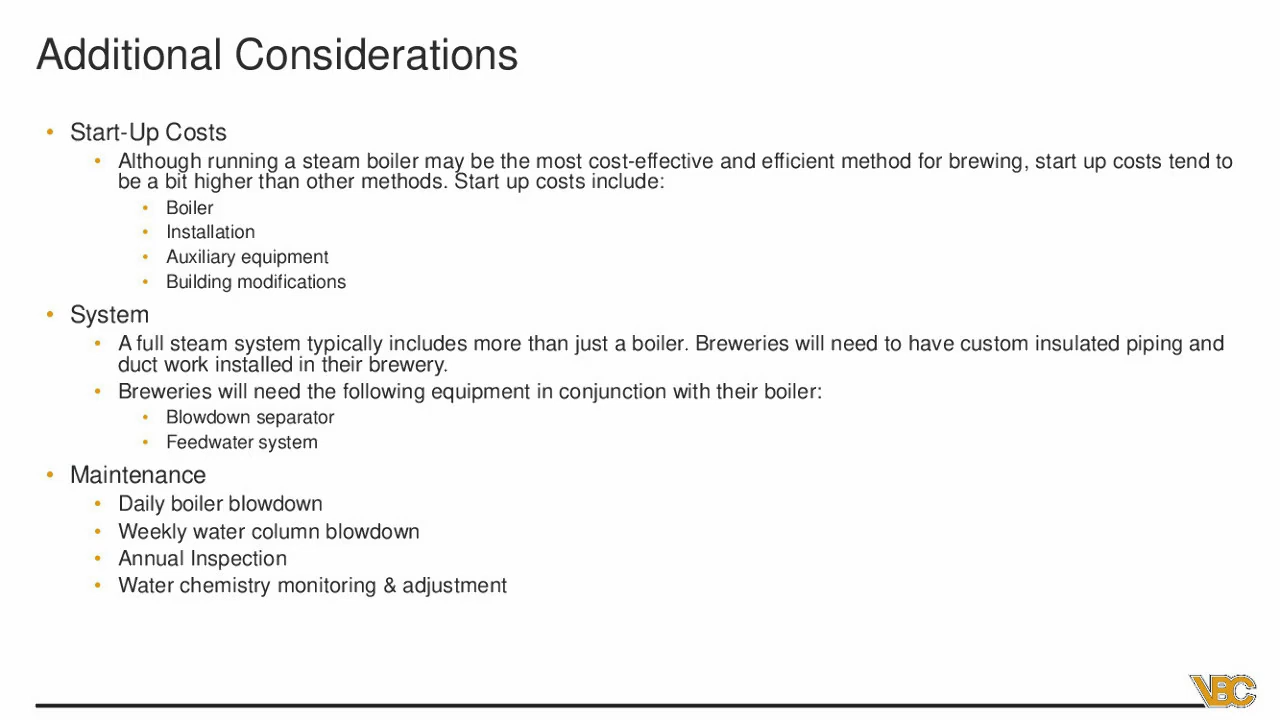 Additional Considerations
• Start-Up Costs
• Although running a steam boiler may be the most cost-effective and efficient method for brewing, start up costs tend to
be a bit higher than other methods. Start up costs include:
• Boiler
• Installation
• Auxiliary equipment
• Building modifications
• System
• A full steam system typically includes more than just a boiler. Breweries will need to have custom insulated piping and
duct work installed in their brewery.
• Breweries will need the following equipment in conjunction with their boiler:
• Blowdown separator
• Feedwater system
• Maintenance
• Daily boiler blowdown
• Weekly water column blowdown
• Annual Inspection
• Water chemistry monitoring & adjustment
VBC